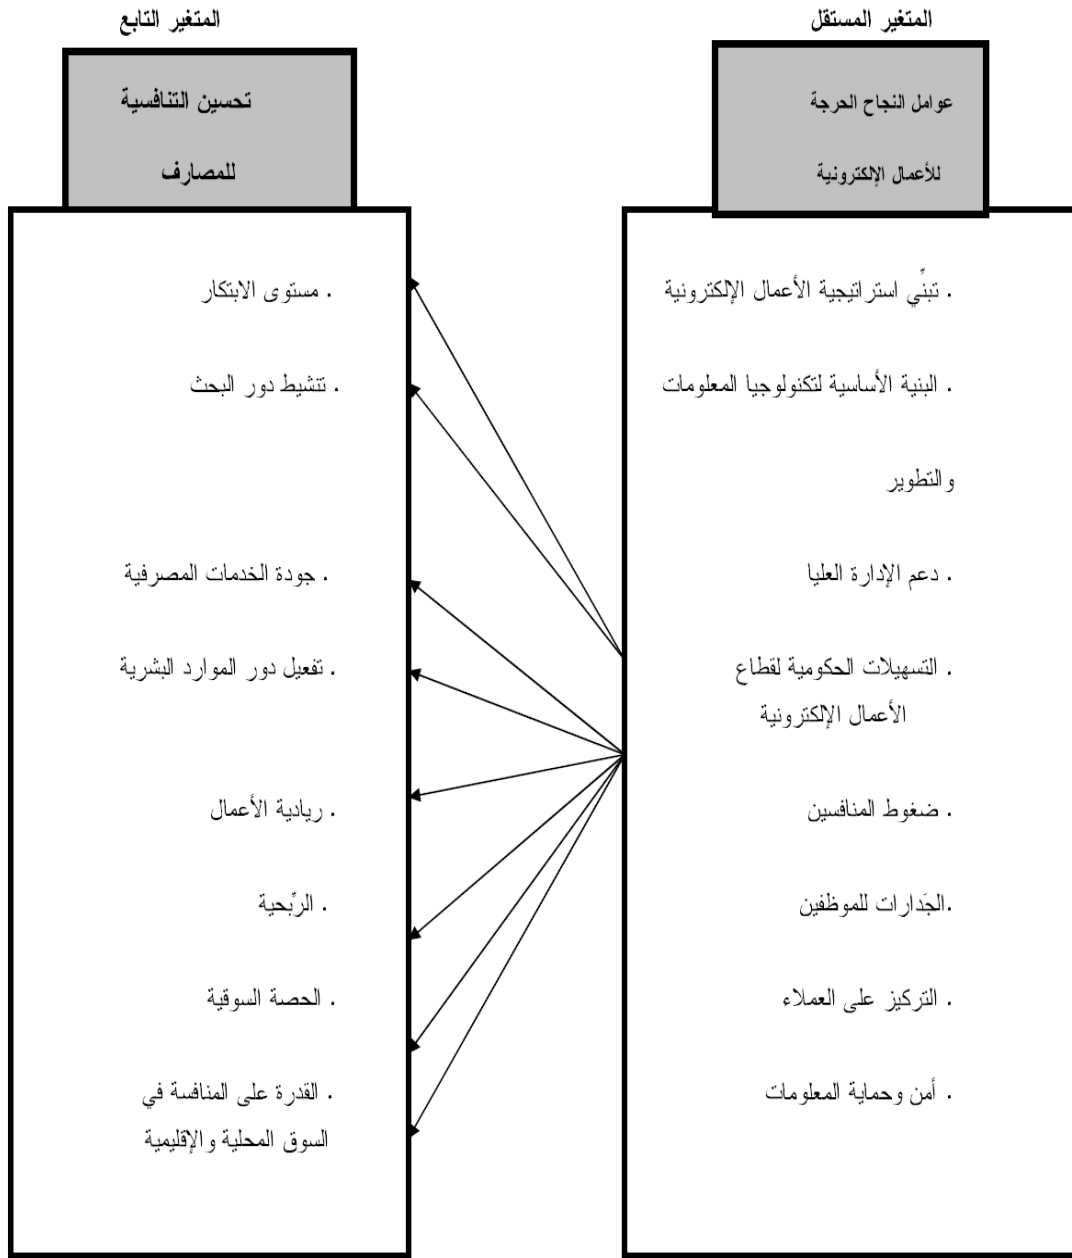 المتغير المستقل
عوامل النجاح الحرجة
للأعمال الإلكترونية
. تبنِّي استراتيجية الأعمال الإلكترونية
. البنية الأساسية لتكنولوجيا المعلومات
والتطوير
. دعم الإدارة العليا
. التسهيلات الحكومية لقطاع
الأعمال الإلكترونية
. ضغوط المنافسين
.الجَدارات للموظفين
. التركيز على العملاء
. أمن وحماية المعلومات
المتغير التابع
تحسين التنافسية
للمصارف
. مستوى الابتكار
. تنشيط دور البحث
. جودة الخدمات المصرفية
. تفعيل دور الموارد البشرية
. ريادية الأعمال
. الرِّبحية
. الحصة السوقية
. القدرة على المنافسة في
السوق المحلية والإقليمية